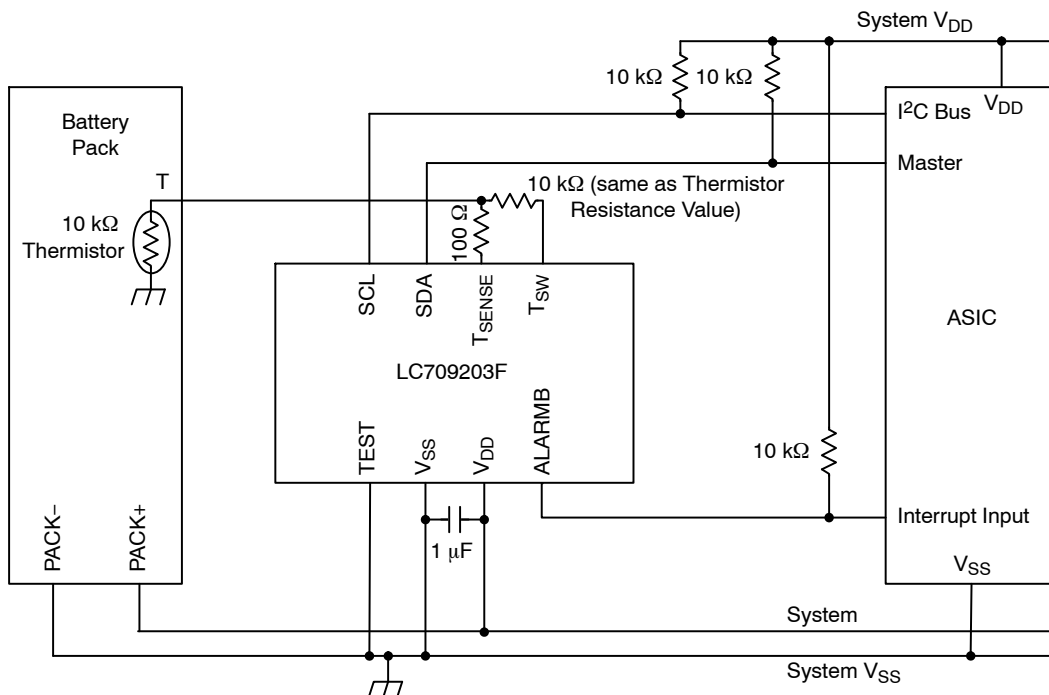 System VDD
10 kΩ
10 kΩ
I²C Bus
VDD
Battery
Pack
Master
T
10 kΩ (same as Thermistor
Resistance Value)
10 kΩ
Thermistor
100 Ω
SCL
SDA
TSENSE
TSW
ASIC
LC709203F
TEST
VSS
VDD
ALARMB
10 kΩ
PACK−
PACK+
1 μF
Interrupt Input
VSS
System
System VSS